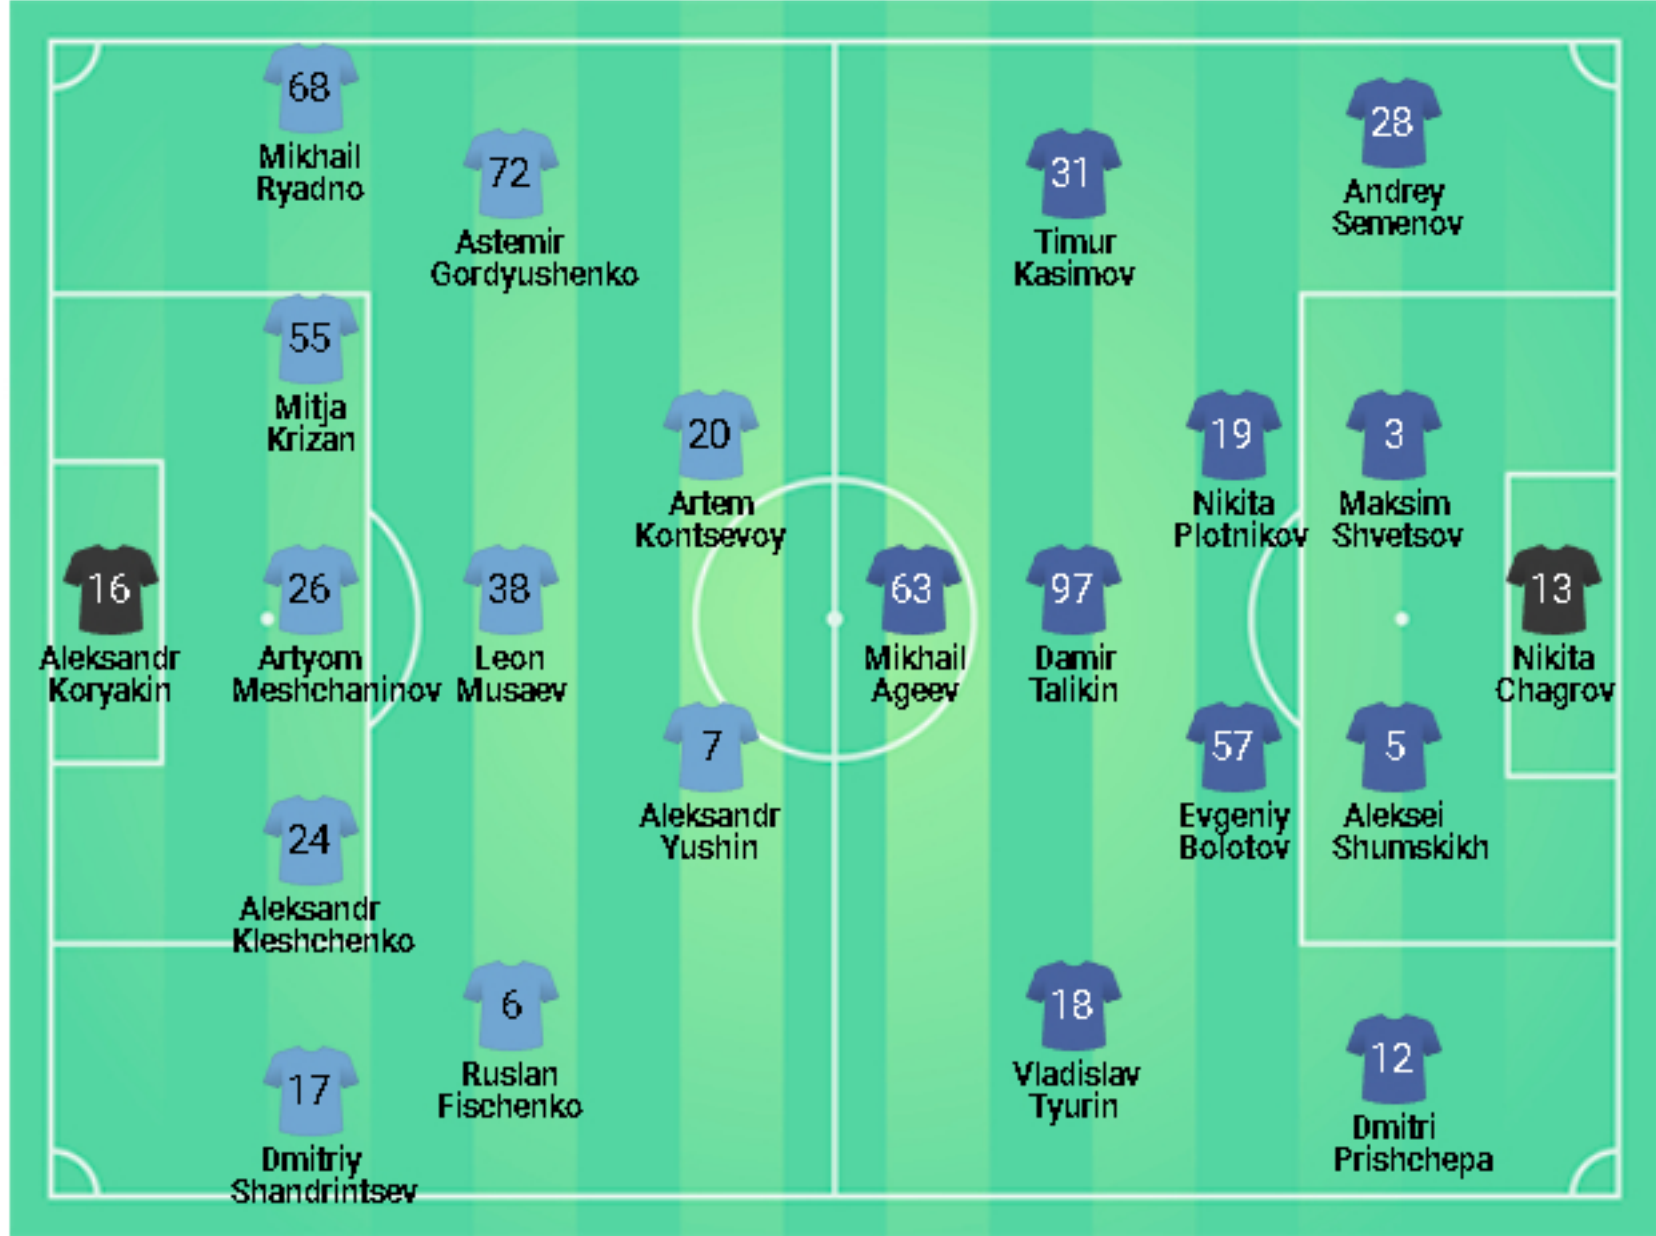 68
Mikhail
Ryadno
72
Astemir
Gordyushenko
55
Mitja
Krizan
16
Aleksandr
Koryakin
26
Artyom
Meshchaninov
38
Leon
Musaev
20
Artem
Kontsevoy
7
Aleksandr
Yushin
24
Aleksandr
Kleshchenko
6
Ruslan
Fischenko
17
Dmitriy
Shandrintsev
28
Andrey
Semenov
31
Timur
Kasimov
19
Nikita
Plotnikov
3
Maksim
Shvetsov
63
Mikhail
Ageev
97
Damir
Talikin
13
Nikita
Chagrov
57
Evgeniy
Bolotov
5
Aleksei
Shumskikh
18
Vladislav
Tyurin
12
Dmitri
Prishchepa